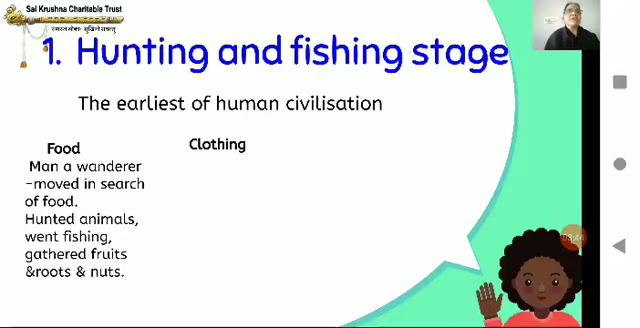 Sai Krushna Charitable Trust
1. Hunting and fishing stage
The earliest of human civilisation
Food
Clothing
Man a wanderer
-moved in search
of food.
Hunted animals,
went fishing,
gathered fruits
&roots & nuts.